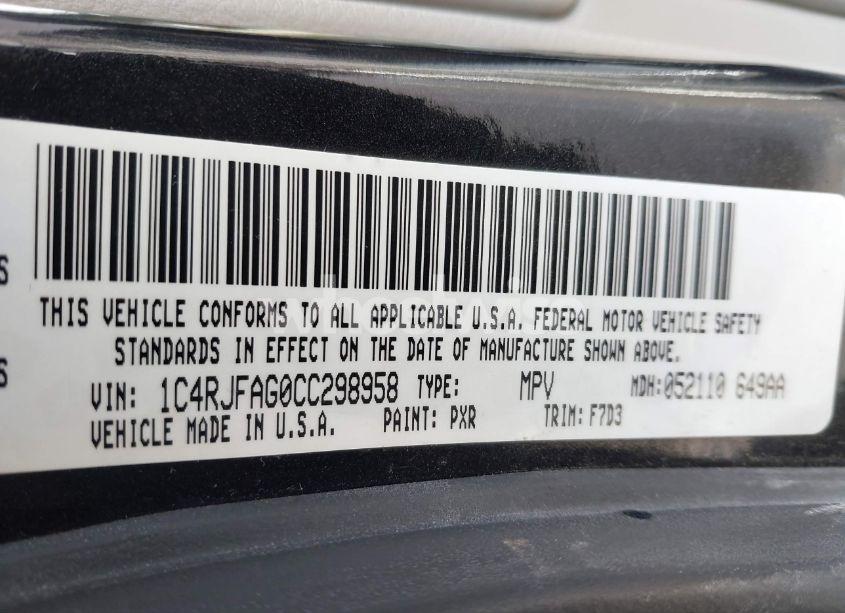 THIS VEHICLE CONFORMS TO ALL APPLICABLE U.S.A. FEDERAL MOTOR VEHICLE SAFETY
STANDARDS IN EFFECT ON THE DATE OF MANUFACTURE SHOWN ABOVE.
VIN: 1C4RJFAG0CC298958 TYPE: MPV MDH:052110 649AA
VEHICLE MADE IN U.S.A. PAINT: PXR TRIM: F7D3
S
S